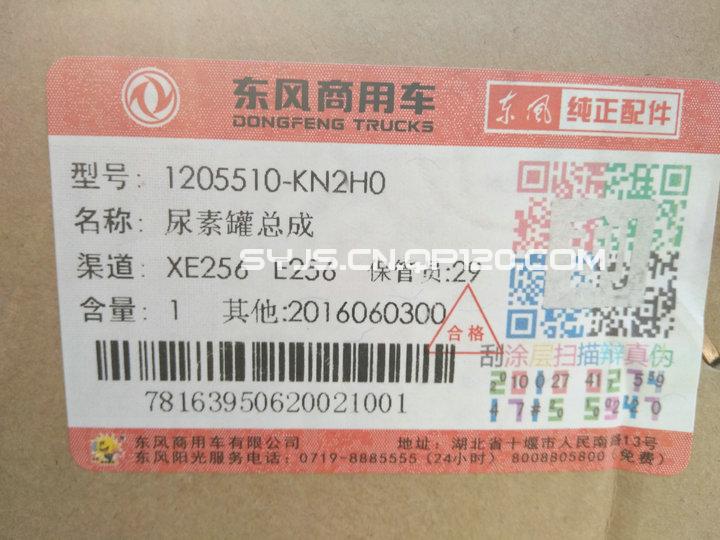 东风商用车
DONGFENG TRUCKS
东风 纯正配件
型号: 1205510-KN2H0
名称: 尿素罐总成
SYJS.CN.QP120.COM
渠道: XE256 E256 保管员:29
含量: 1 其他:2016060300
合格
刮涂层扫描辩真伪
78163950620021001
东风商用车有限公司 地址: 湖北省十堰市人民南路13号
东风阳光服务电话: 0719-8885555 (24小时) 8008805800 (免费)